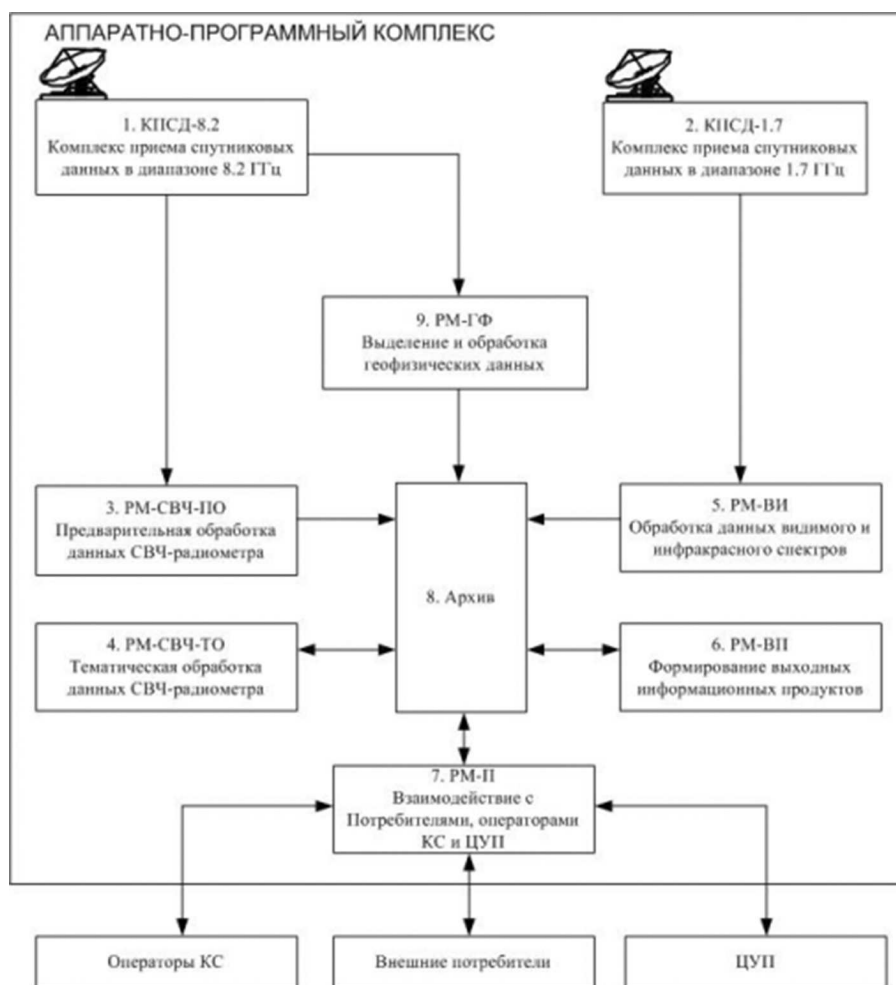 АППАРАТНО-ПРОГРАММНЫЙ КОМПЛЕКС
1. КПСД-8.2
Комплекс приема спутниковых
данных в диапазоне 8.2 ГГц
2. КПСД-1.7
Комплекс приема спутниковых
данных в диапазоне 1.7 ГГц
9. РМ-ГФ
Выделение и обработка
геофизических данных
3. РМ-СВЧ-ПО
Предварительная обработка
данных СВЧ-радиометра
5. РМ-ВИ
Обработка данных видимого и
инфракрасного спектров
8. Архив
4. РМ-СВЧ-ТО
Тематическая обработка
данных СВЧ-радиометра
6. РМ-ВП
Формирование выходных
информационных продуктов
7. РМ-П
Взаимодействие с
Потребителями, операторами
КС и ЦУП
Операторы КС
Внешние потребители
ЦУП